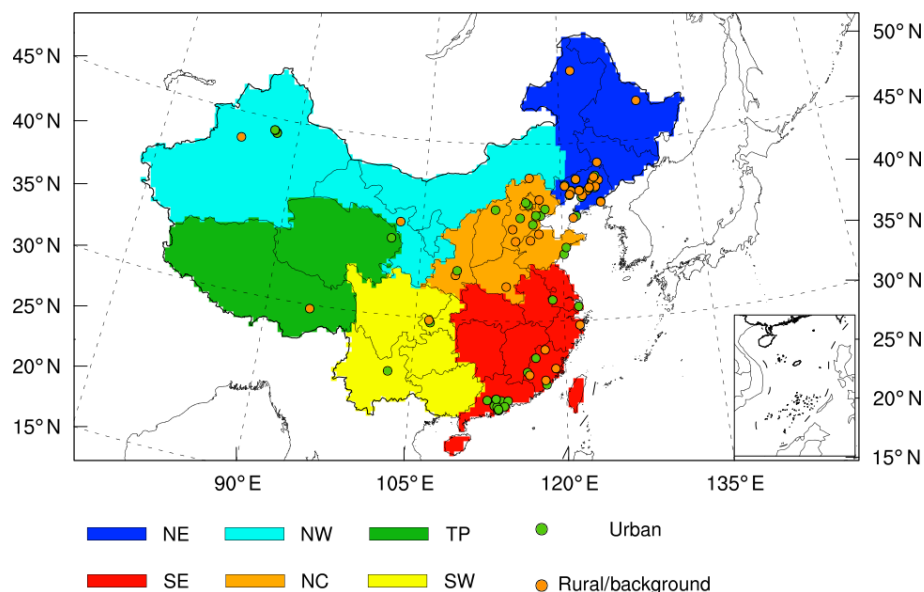 50° N
45° N
45° N
40° N
40° N
35° N
35° N
30° N
30° N
25° N
25° N
20° N
20° N
15° N
15° N
90° E
105° E
120° E
135° E
NE
NW
TP
Urban
SE
NC
SW
Rural/background